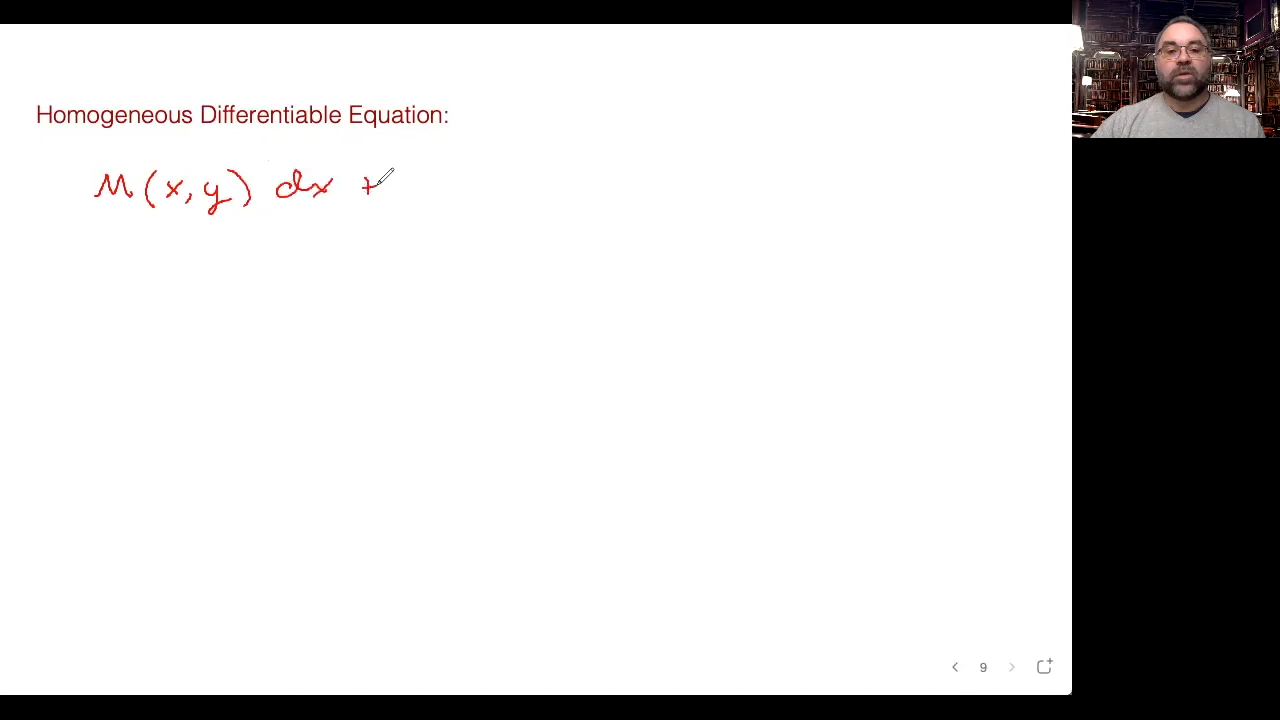 Homogeneous Differentiable Equation:
M(x,y) dx +
9